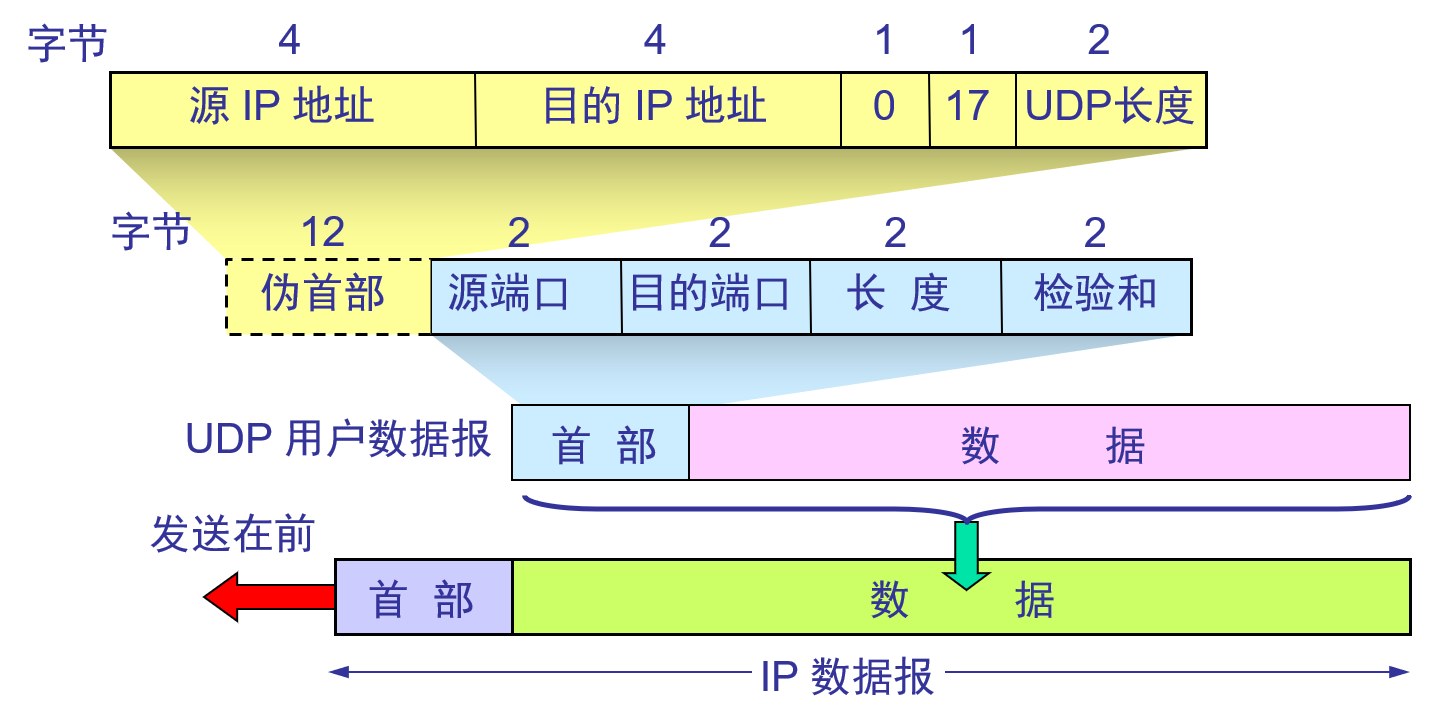 字节 4 4 1 1 2
源 IP 地址 目的 IP 地址 0 17 UDP长度
字节 12 2 2 2 2
伪首部 源端口 目的端口 长 度 检验和
UDP 用户数据报 首 部 数 据
发送在前
首 部 数 据
IP 数据报